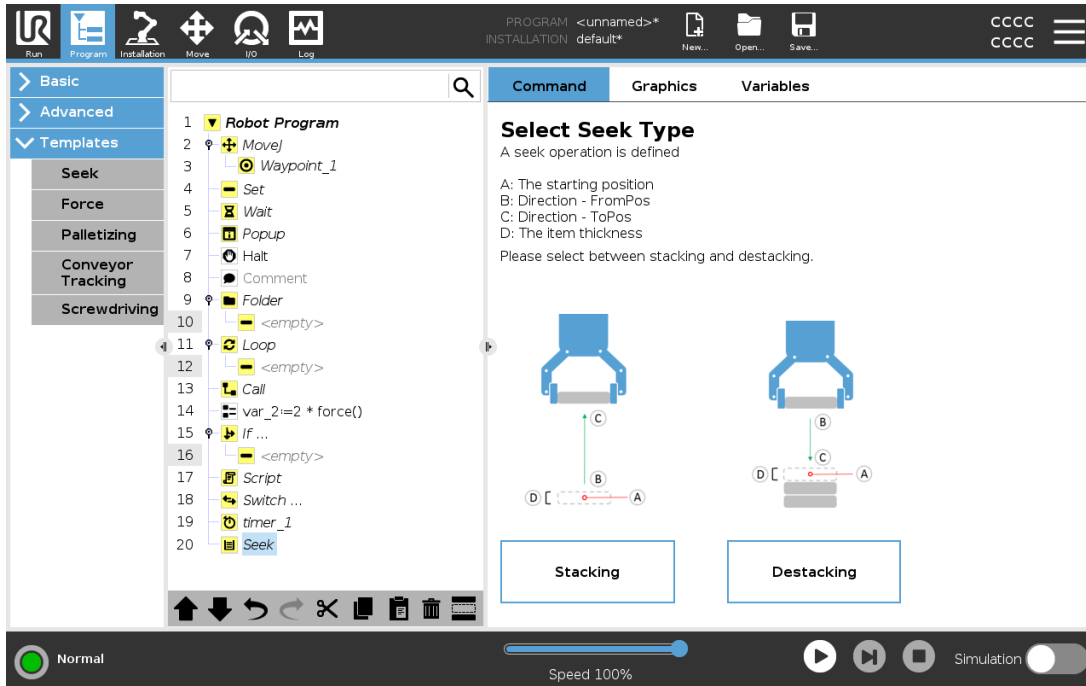 UR
Run
Program
Installation
Move
I/O
Log
PROGRAM <unnamed>*
INSTALLATION default*
New...
Open...
Save...
CCCC
CCCC
Basic
Advanced
Templates
Seek
Force
Palletizing
Conveyor
Tracking
Screwdriving
1 Robot Program
2 MoveJ
3 Waypoint_1
4 Set
5 Wait
6 Popup
7 Halt
8 Comment
9 Folder
10 <empty>
11 Loop
12 <empty>
13 Call
14 var_2≔2 * force()
15 If ...
16 <empty>
17 Script
18 Switch ...
19 timer_1
20 Seek
Command Graphics Variables
Select Seek Type
A seek operation is defined
A: The starting position
B: Direction - FromPos
C: Direction - ToPos
D: The item thickness
Please select between stacking and destacking.
C
B
D A
B
C
D A
Stacking
Destacking
Normal
Speed 100%
Simulation